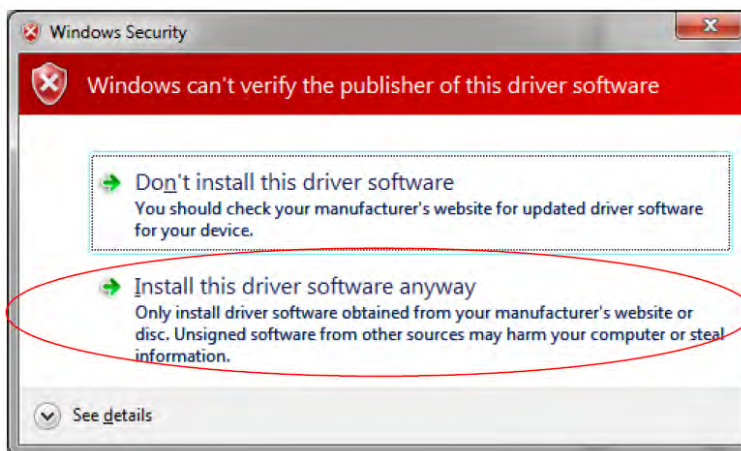 Windows Security
Windows can't verify the publisher of this driver software
Don't install this driver software
You should check your manufacturer's website for updated driver software
for your device.
Install this driver software anyway
Only install driver software obtained from your manufacturer's website or
disc. Unsigned software from other sources may harm your computer or steal
information.
See details